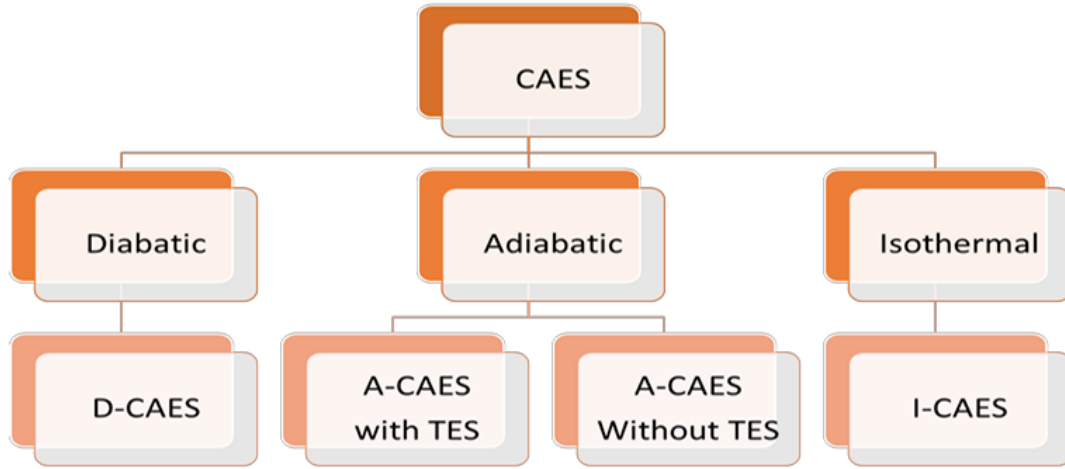 CAES
Diabatic
Adiabatic
Isothermal
D-CAES
A-CAES
with TES
A-CAES
Without TES
I-CAES